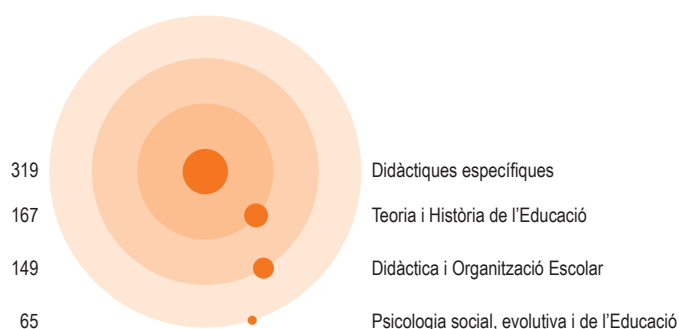 319 Didàctiques específiques
167 Teoria i Història de l'Educació
149 Didàctica i Organització Escolar
65 Psicologia social, evolutiva i de l'Educació